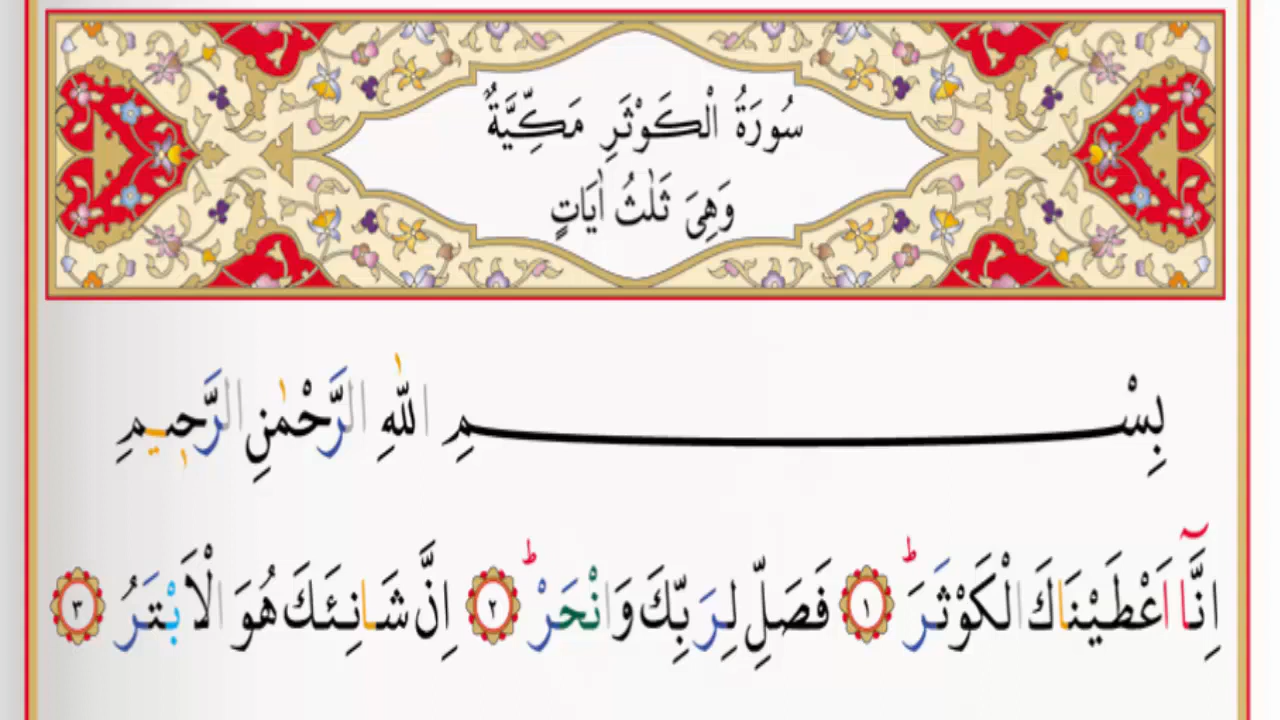 سُورَةُ الْكَوْثَرِ مَكِّيَّةٌ
وَهِيَ ثَلٰثُ اٰيَاتٍ
بِسْمِ اللّٰهِ الرَّحْمٰنِ الرَّحٖيمِ
اِنَّٓا اَعْطَيْنَاكَ الْكَوْثَرَؕ ١ فَصَلِّ لِرَبِّكَ وَانْحَرْؕ ٢ اِنَّ شَانِئَكَ هُوَ الْاَبْتَرُ ٣